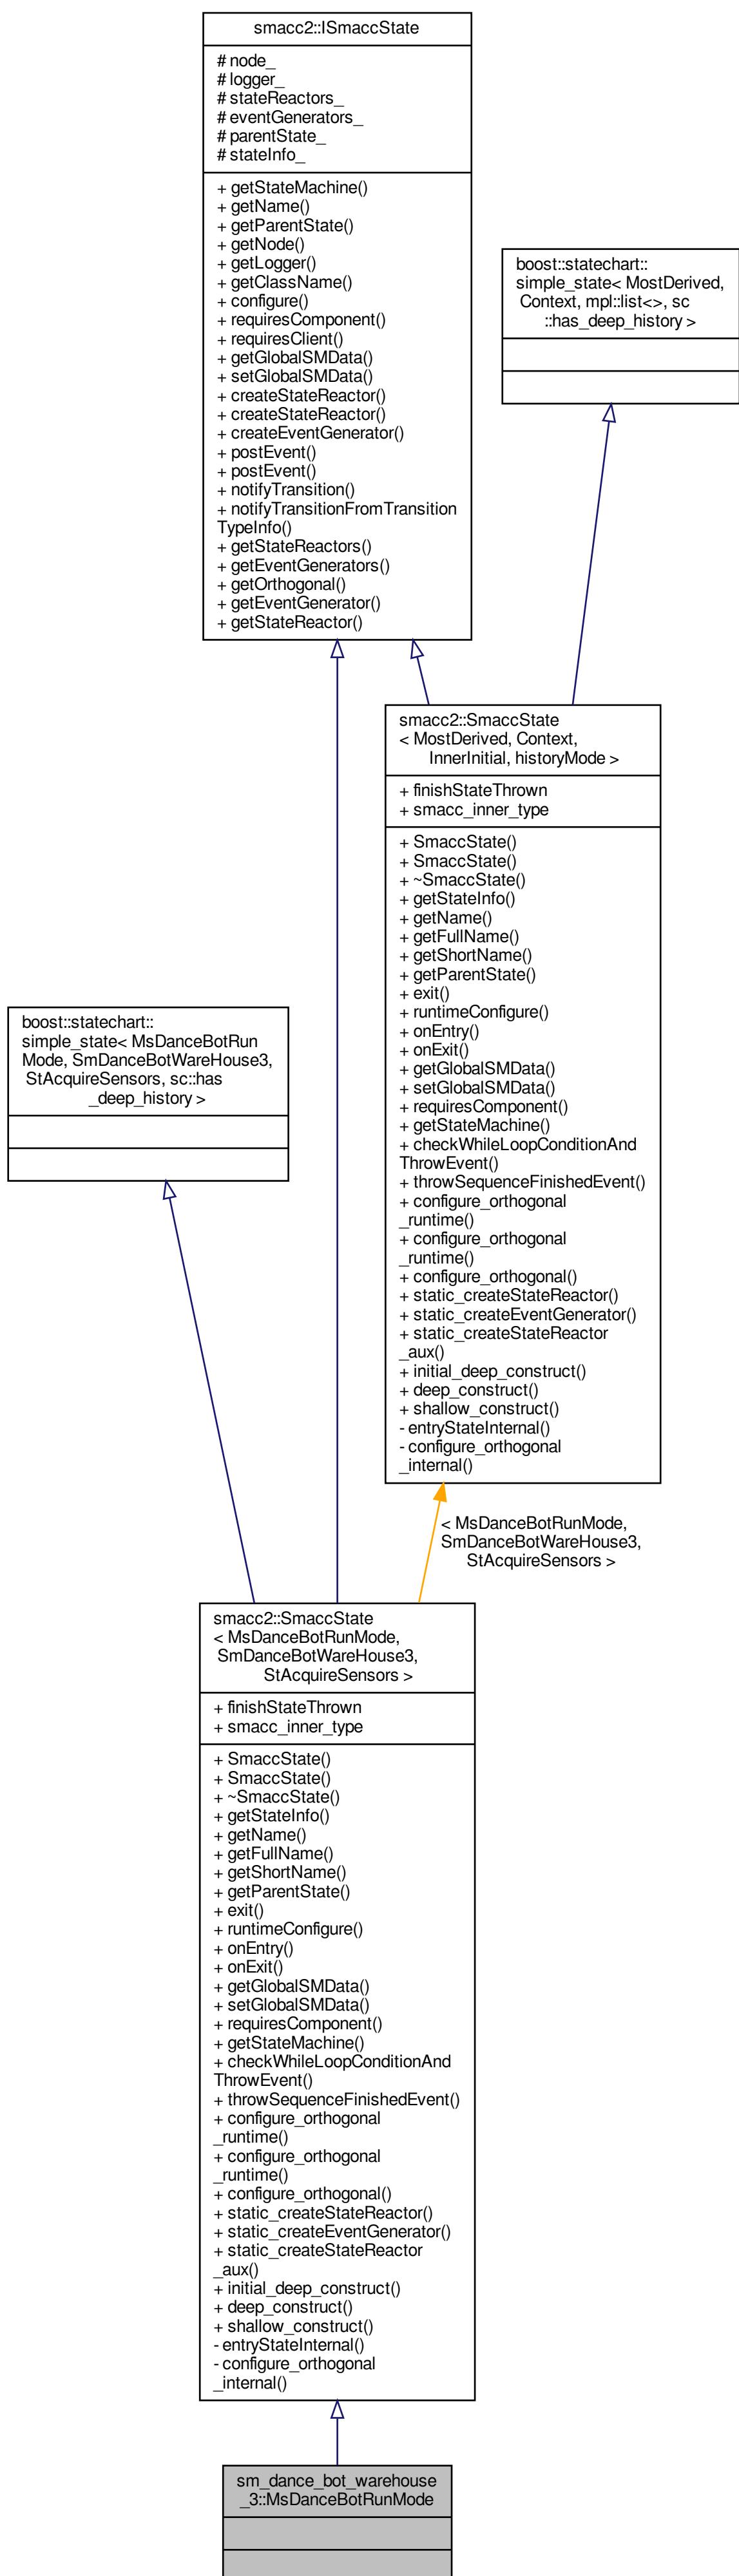 smacc2::ISmaccState
# node_
# logger_
# stateReactors_
# eventGenerators_
# parentState_
# stateInfo_
+ getStateMachine()
+ getName()
+ getParentState()
+ getNode()
+ getLogger()
+ getClassName()
+ configure()
+ requiresComponent()
+ requiresClient()
+ getGlobalSMData()
+ setGlobalSMData()
+ createStateReactor()
+ createStateReactor()
+ createEventGenerator()
+ postEvent()
+ postEvent()
+ notifyTransition()
+ notifyTransitionFromTransition
TypeInfo()
+ getStateReactors()
+ getEventGenerators()
+ getOrthogonal()
+ getEventGenerator()
+ getStateReactor()
boost::statechart::
simple_state< MostDerived,
Context, mpl::list<>, sc
::has_deep_history >
smacc2::SmaccState
< MostDerived, Context,
InnerInitial, historyMode >
+ finishStateThrown
+ smacc_inner_type
+ SmaccState()
+ SmaccState()
+ ~SmaccState()
+ getStateInfo()
+ getName()
+ getFullName()
+ getShortName()
+ getParentState()
+ exit()
+ runtimeConfigure()
+ onEntry()
+ onExit()
+ getGlobalSMData()
+ setGlobalSMData()
+ requiresComponent()
+ getStateMachine()
+ checkWhileLoopConditionAnd
ThrowEvent()
+ throwSequenceFinishedEvent()
+ configure_orthogonal
_runtime()
+ configure_orthogonal
_runtime()
+ configure_orthogonal()
+ static_createStateReactor()
+ static_createEventGenerator()
+ static_createStateReactor
_aux()
+ initial_deep_construct()
+ deep_construct()
+ shallow_construct()
- entryStateInternal()
- configure_orthogonal
_internal()
boost::statechart::
simple_state< MsDanceBotRun
Mode, SmDanceBotWareHouse3,
StAcquireSensors, sc::has
_deep_history >
< MsDanceBotRunMode,
SmDanceBotWareHouse3,
StAcquireSensors >
smacc2::SmaccState
< MsDanceBotRunMode,
SmDanceBotWareHouse3,
StAcquireSensors >
+ finishStateThrown
+ smacc_inner_type
+ SmaccState()
+ SmaccState()
+ ~SmaccState()
+ getStateInfo()
+ getName()
+ getFullName()
+ getShortName()
+ getParentState()
+ exit()
+ runtimeConfigure()
+ onEntry()
+ onExit()
+ getGlobalSMData()
+ setGlobalSMData()
+ requiresComponent()
+ getStateMachine()
+ checkWhileLoopConditionAnd
ThrowEvent()
+ throwSequenceFinishedEvent()
+ configure_orthogonal
_runtime()
+ configure_orthogonal
_runtime()
+ configure_orthogonal()
+ static_createStateReactor()
+ static_createEventGenerator()
+ static_createStateReactor
_aux()
+ initial_deep_construct()
+ deep_construct()
+ shallow_construct()
- entryStateInternal()
- configure_orthogonal
_internal()
sm_dance_bot_warehouse
_3::MsDanceBotRunMode